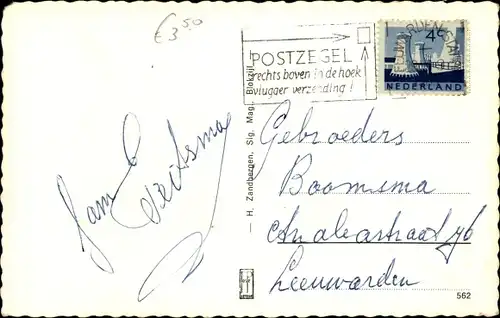 € 3,50
POSTZEGEL
rechts boven in de hoek
vlugger verzending !
4c
NEDERLAND
Fam
— H. Zandbergen, Sig. Mag. Blokzijl
Gebroeders
Boomsma
Leeuwarden
562